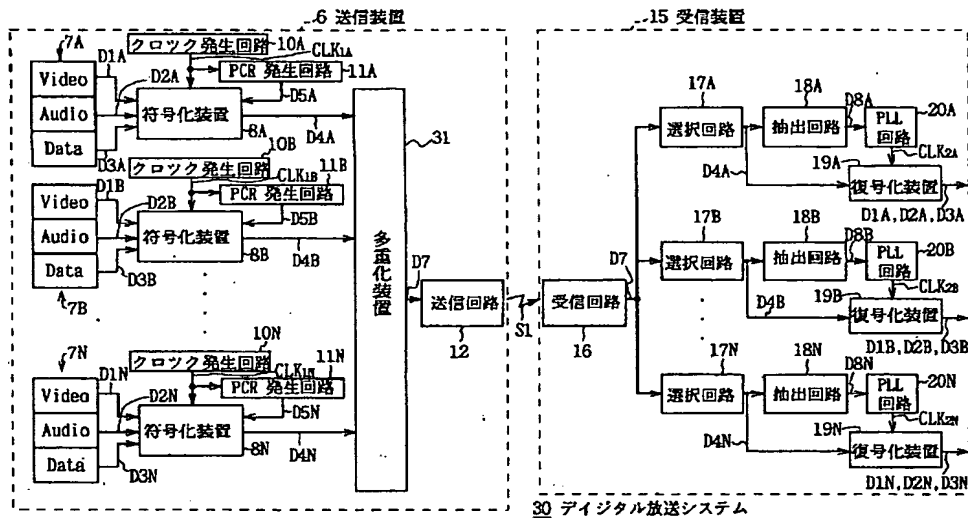 6 送信装置
15 受信装置
7A
10A
クロック発生回路
CLK1A
D1A
PCR 発生回路
11A
Video
D2A
D5A
Audio
符号化装置
8A
D4A
Data
D3A
31
10B
クロック発生回路
CLK1B
11B
D1B
PCR 発生回路
Video
D2B
D5B
Audio
符号化装置
8B
D4B
Data
D3B
7B
多重化装置
D7
送信回路
12
S1
7N
10N
クロック発生回路
CLK1N
11N
D1N
PCR 発生回路
Video
D2N
D5N
Audio
符号化装置
8N
D4N
Data
D3N
受信回路
16
D7
17A
選択回路
18A
抽出回路
D8A
20A
PLL
回路
CLK2A
D4A
19A
復号化装置
D1A, D2A, D3A
17B
選択回路
18B
抽出回路
D8B
20B
PLL
回路
CLK2B
D4B
19B
復号化装置
D1B, D2B, D3B
17N
選択回路
18N
抽出回路
D8N
20N
PLL
回路
CLK2N
D4N
19N
復号化装置
D1N, D2N, D3N
30 デイジタル放送システム